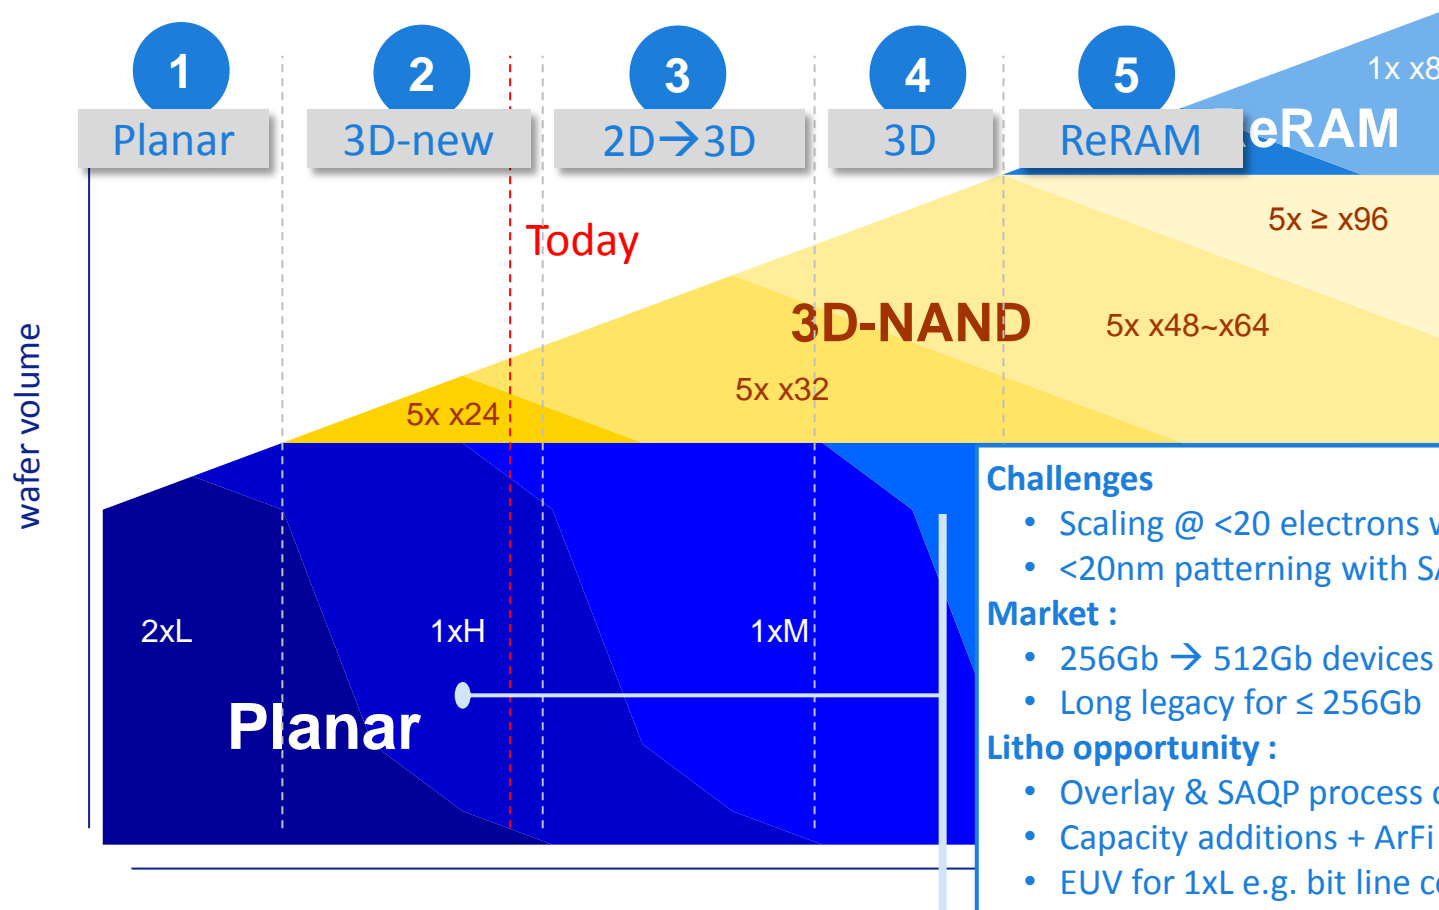 1
2
3
4
5
1x x8
Planar
3D-new
2D→3D
3D
ReRAM
eRAM
5x ≥ x96
Today
3D-NAND
5x x48~x64
5x x32
5x x24
wafer volume
Challenges
• Scaling @ <20 electrons
• <20nm patterning with
Market :
• 256Gb → 512Gb devices
• Long legacy for ≤ 256Gb
Litho opportunity :
• Overlay & SAQP process
• Capacity additions + ArFi
• EUV for 1xL e.g. bit line
2xL
1xH
1xM
Planar